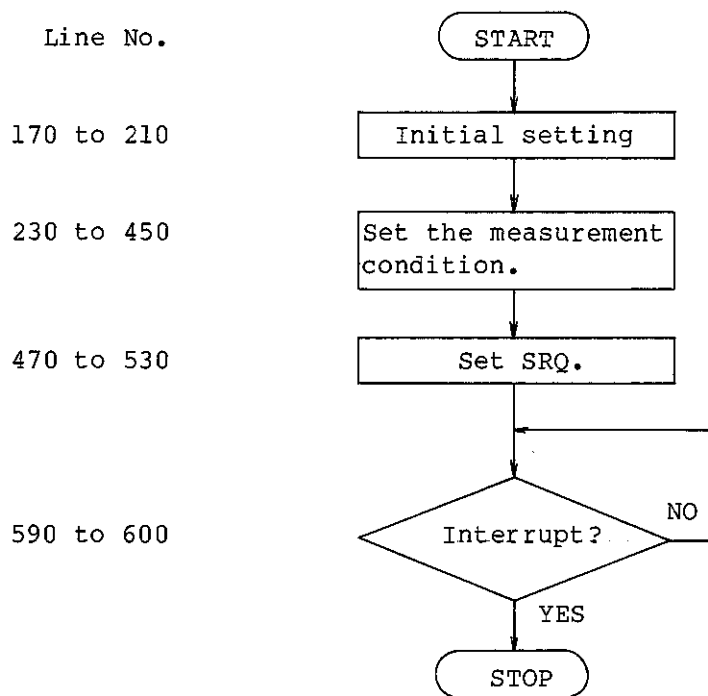 Line No.
START
170 to 210
Initial setting
230 to 450
Set the measurement
condition.
470 to 530
Set SRQ.
590 to 600
Interrupt?
NO
YES
STOP